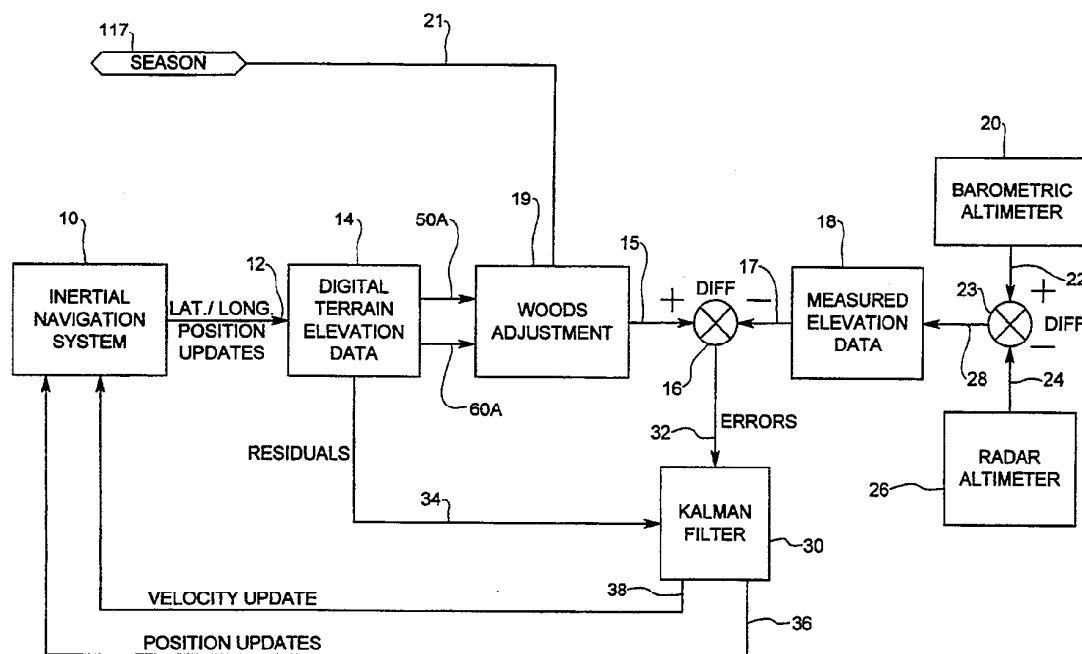 117
SEASON
21
20
BAROMETRIC
ALTIMETER
10
INERTIAL
NAVIGATION
SYSTEM
LAT./ LONG.
POSITION
UPDATES
12
14
DIGITAL
TERRAIN
ELEVATION
DATA
50A
60A
19
WOODS
ADJUSTMENT
15
+
DIFF
−
17
16
18
MEASURED
ELEVATION
DATA
22
23
+
DIFF
−
28
24
RADAR
ALTIMETER
26
32
ERRORS
RESIDUALS
34
KALMAN
FILTER
30
38
VELOCITY UPDATE
36
POSITION UPDATES